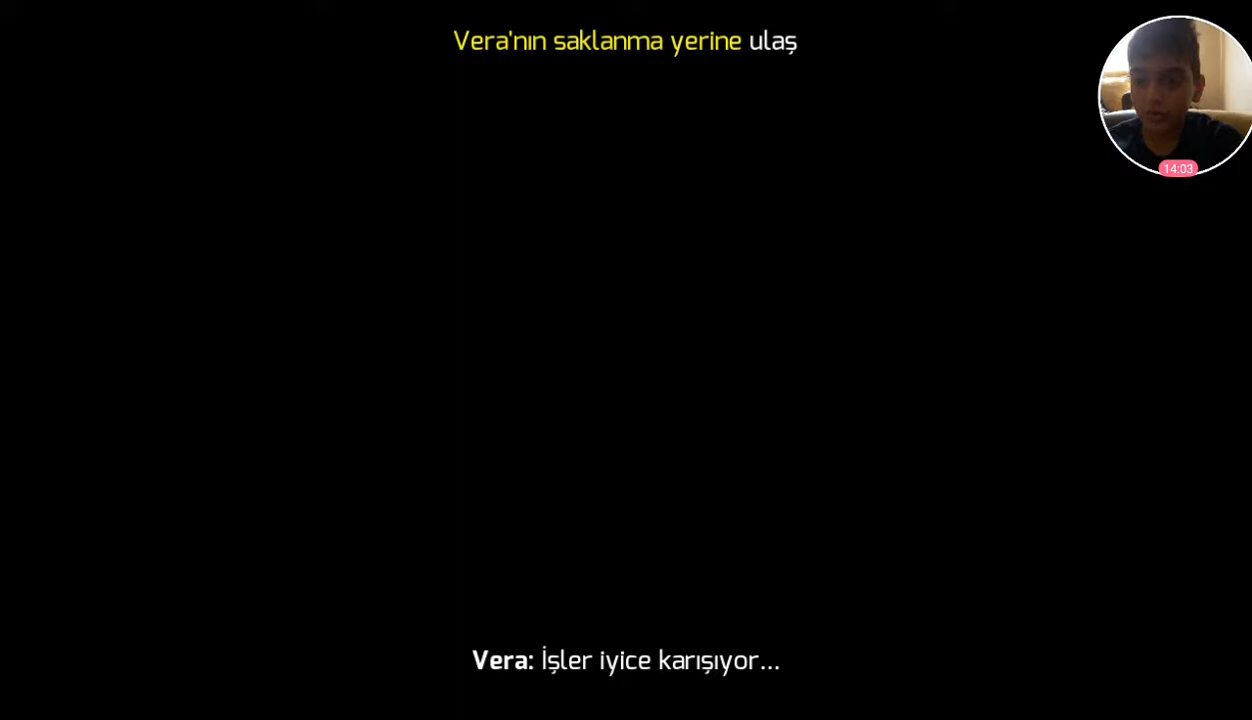 Vera'nın saklanma yerine ulaş
14:03
Vera: İşler iyice karışıyor...